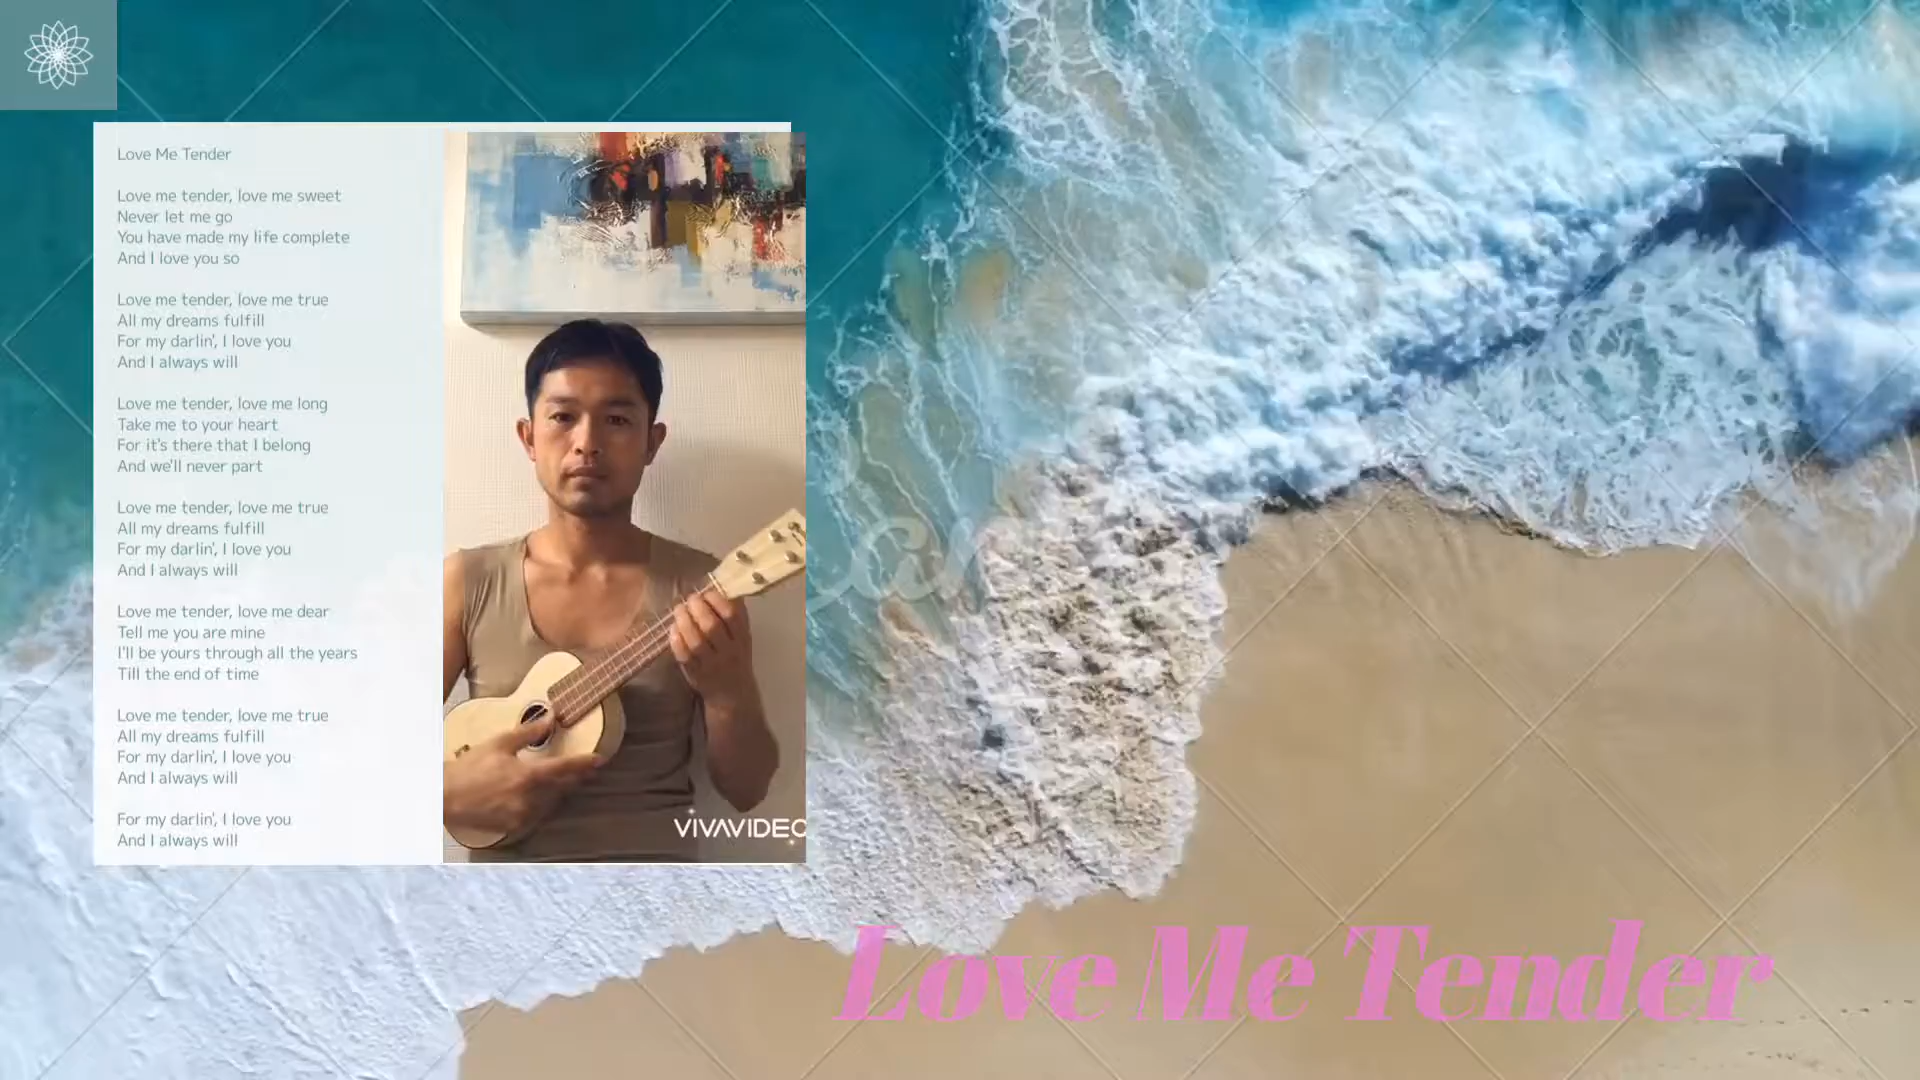 Love Me Tender
Love me tender, love me sweet
Never let me go
You have made my life complete
And I love you so
Love me tender, love me true
All my dreams fulfill
For my darlin', I love you
And I always will
Love me tender, love me long
Take me to your heart
For it's there that I belong
And we'll never part
Love me tender, love me true
All my dreams fulfill
For my darlin', I love you
And I always will
Love me tender, love me dear
Tell me you are mine
I'll be yours through all the years
Till the end of time
Love me tender, love me true
All my dreams fulfill
For my darlin', I love you
And I always will
For my darlin', I love you
And I always will
VIVAVIDEO
Love Me Tender